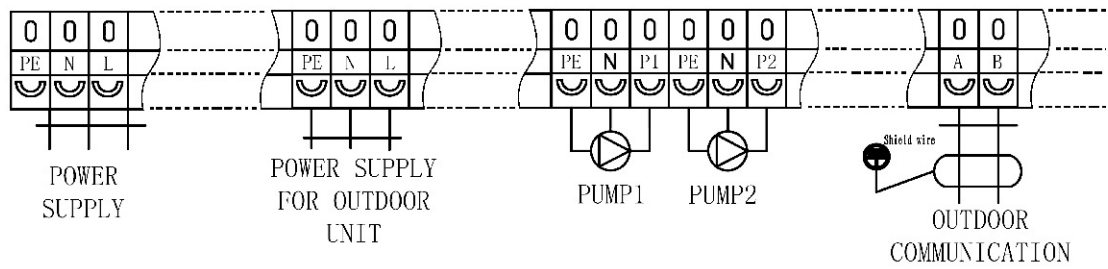 0 0 0 0 0 0 0 0 0 0 0 0 0 0
PE N L PE N L PE N P1 PE N P2 A B
Shield wire
POWER
SUPPLY
POWER SUPPLY
FOR OUTDOOR
UNIT
PUMP1 PUMP2
OUTDOOR
COMMUNICATION